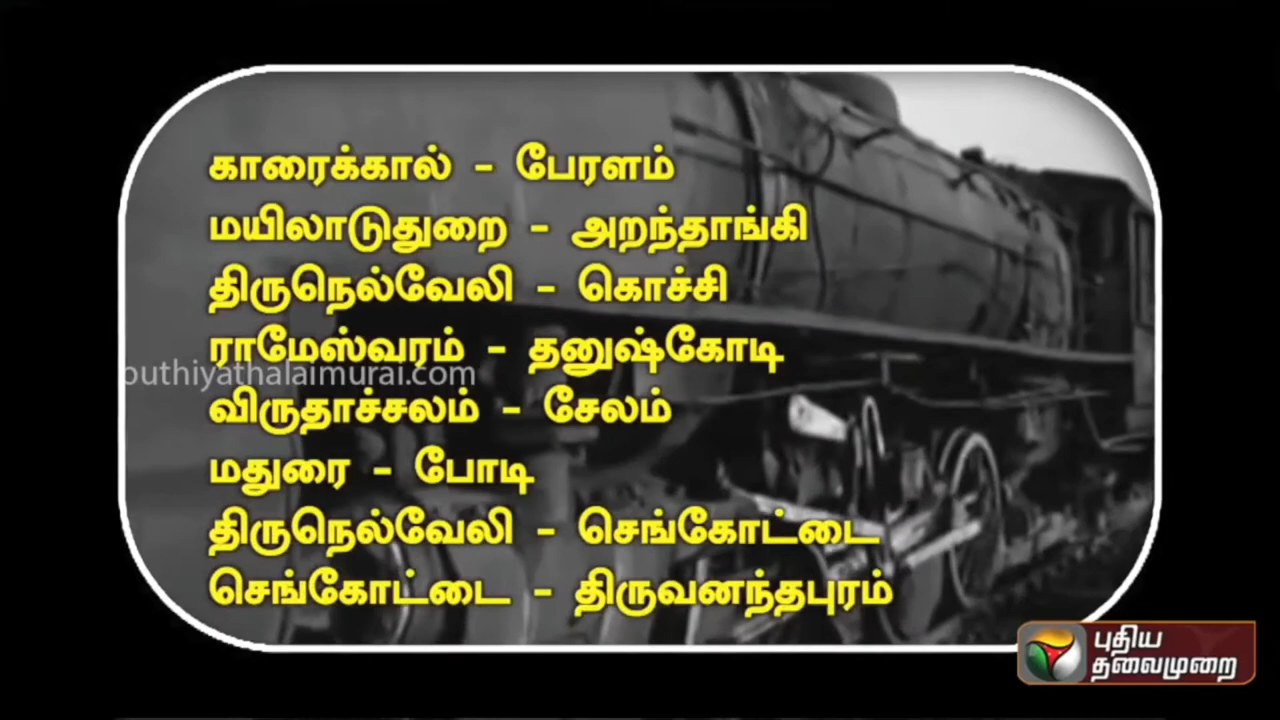 காரைக்கால் - பேரளம்
மயிலாடுதுறை - அறந்தாங்கி
திருநெல்வேலி - கொச்சி
ராமேஸ்வரம் - தனுஷ்கோடி
puthiyathalaimurai.com
விருதாச்சலம் - சேலம்
மதுரை - போடி
திருநெல்வேலி - செங்கோட்டை
செங்கோட்டை - திருவனந்தபுரம்
புதிய
தலைமுறை